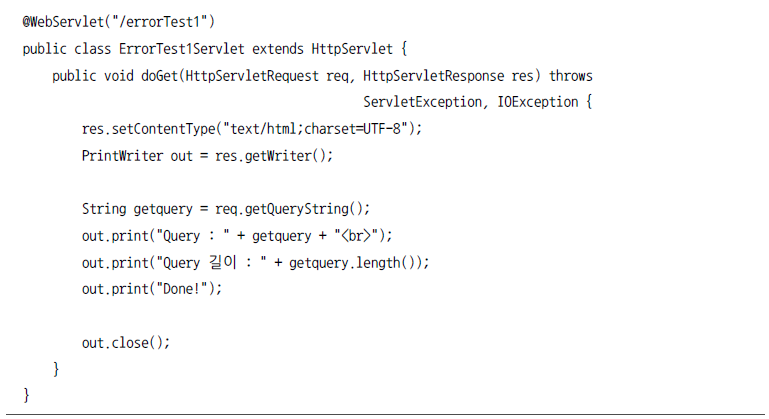 @WebServlet("/errorTest1")
public class ErrorTest1Servlet extends HttpServlet {
    public void doGet(HttpServletRequest req, HttpServletResponse res) throws
                                              ServletException, IOException {
        res.setContentType("text/html;charset=UTF-8");
        PrintWriter out = res.getWriter();

        String getquery = req.getQueryString();
        out.print("Query : " + getquery + "<br>");
        out.print("Query 길이 : " + getquery.length());
        out.print("Done!");

        out.close();
    }
}